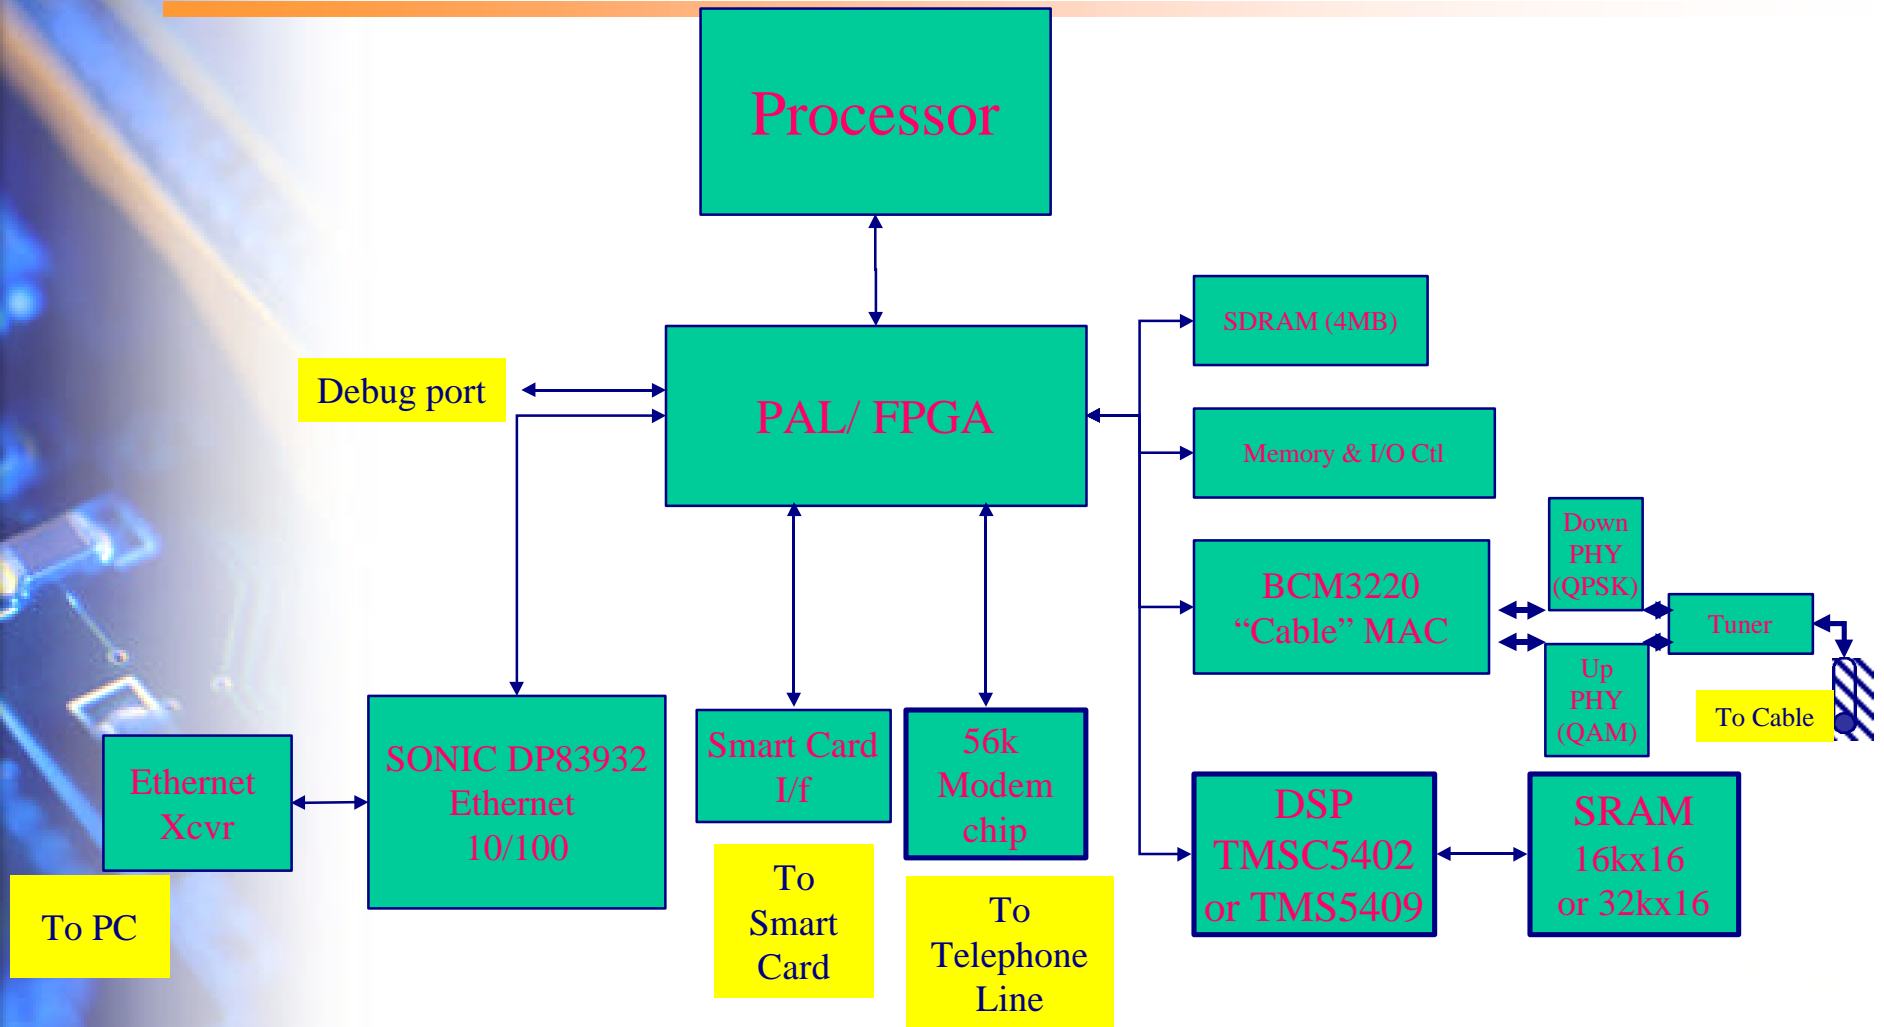 Processor
SDRAM (4MB)
Debug port
PAL/ FPGA
Memory & I/O Ctl
Down
PHY
(QPSK)
BCM3220
“Cable” MAC
Tuner
Up
PHY
(QAM)
To Cable
Ethernet
Xcvr
SONIC DP83932
Ethernet
10/100
Smart Card
I/f
56k
Modem
chip
DSP
TMSC5402
or TMS5409
SRAM
16kx16
or 32kx16
To PC
To
Smart
Card
To
Telephone
Line